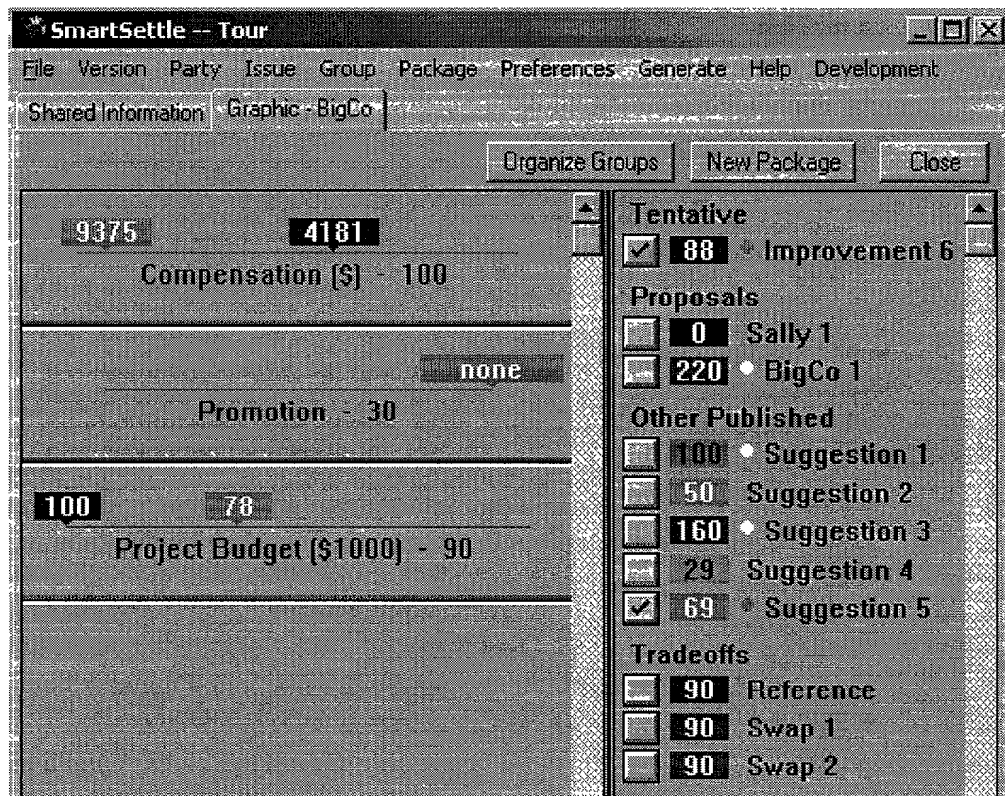 SmartSettle -- Tour
File Version Party Issue Group Package Preferences Generate Help Development
Shared Information Graphic - BigCo
Organize Groups New Package Close
9375 4181
Compensation ($) - 100
none
Promotion - 30
100 78
Project Budget ($1000) - 90
Tentative
88 Improvement 6
Proposals
0 Sally 1
220 BigCo 1
Other Published
100 Suggestion 1
50 Suggestion 2
160 Suggestion 3
29 Suggestion 4
69 Suggestion 5
Tradeoffs
90 Reference
90 Swap 1
90 Swap 2